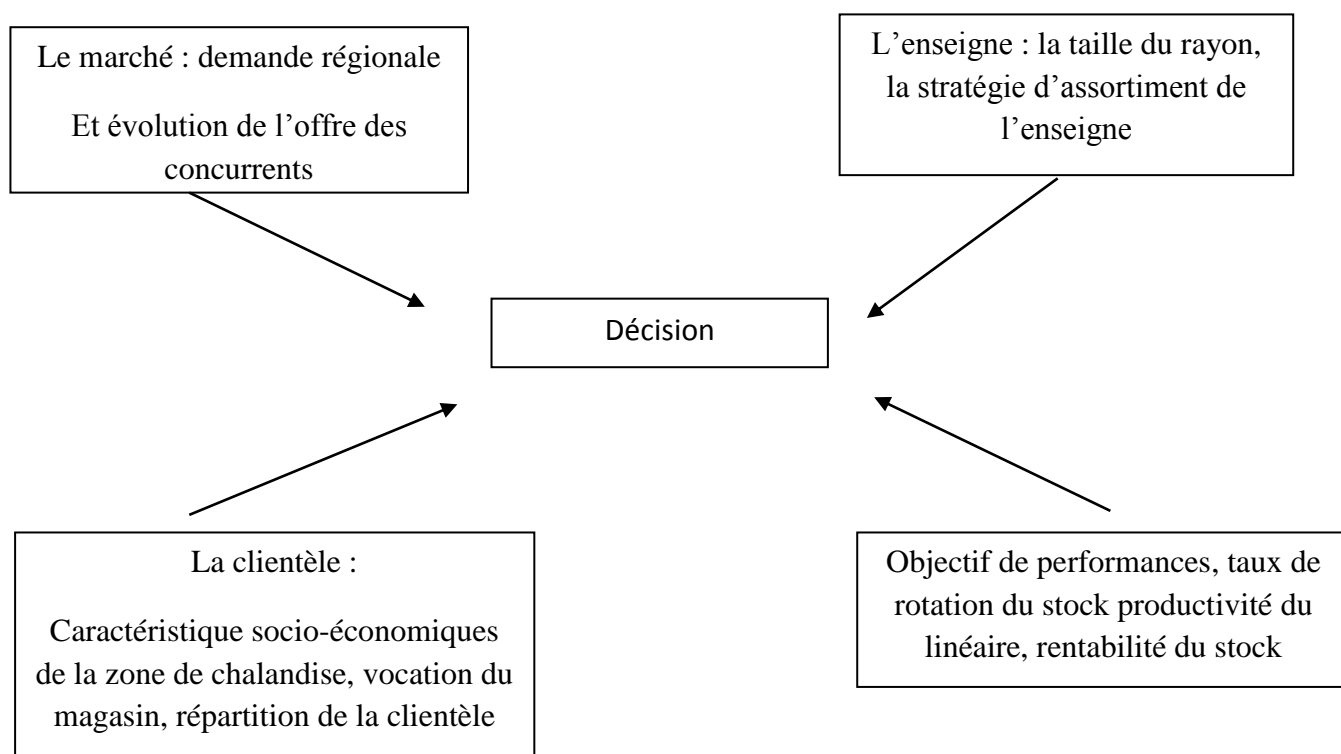 Le marché : demande régionale
Et évolution de l’offre des
concurrents
L’enseigne : la taille du rayon,
la stratégie d’assortiment de
l’enseigne
Décision
La clientèle :
Caractéristique socio-économiques
de la zone de chalandise, vocation du
magasin, répartition de la clientèle
Objectif de performances, taux de
rotation du stock productivité du
linéaire, rentabilité du stock